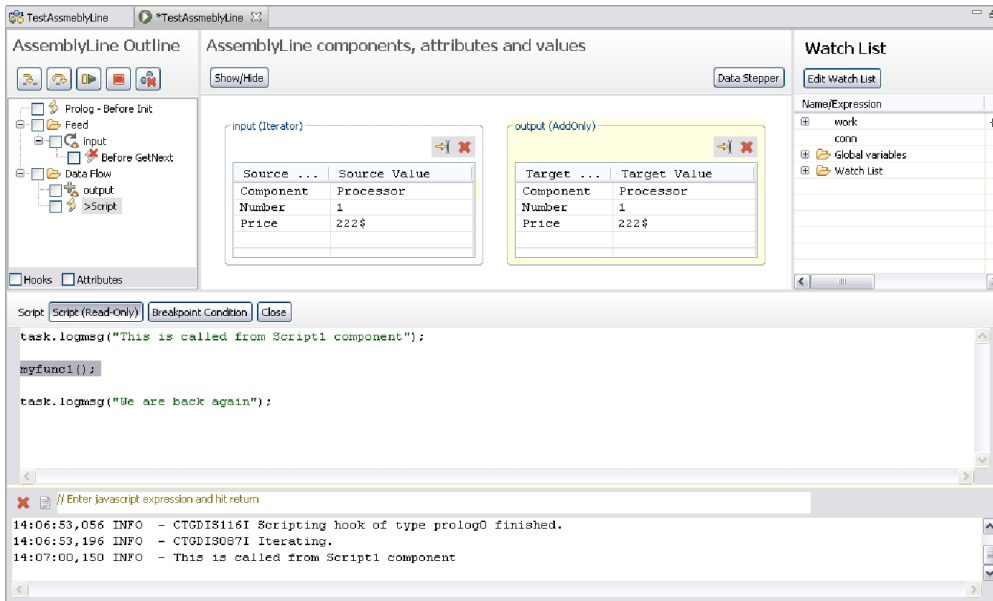 TestAssmeblyLine
*TestAssmeblyLine
AssemblyLine Outline
Prolog - Before Init
Feed
input
Before GetNext
Data Flow
output
>Script
Hooks Attributes
AssemblyLine components, attributes and values
Show/Hide Data Stepper
input (Iterator)
Source ... Source Value
Component Processor
Number 1
Price 222$
output (AddOnly)
Target ... Target Value
Component Processor
Number 1
Price 222$
Watch List
Edit Watch List
Name/Expression
work
conn
Global variables
Watch List
Script Script (Read-Only) Breakpoint Condition Close
task.logmsg("This is called from Script1 component");
myfunc1();
task.logmsg("We are back again");
// Enter javascript expression and hit return
14:06:53,056 INFO - CTGDIS116I Scripting hook of type prolog0 finished.
14:06:53,196 INFO - CTGDIS087I Iterating.
14:07:00,150 INFO - This is called from Script1 component